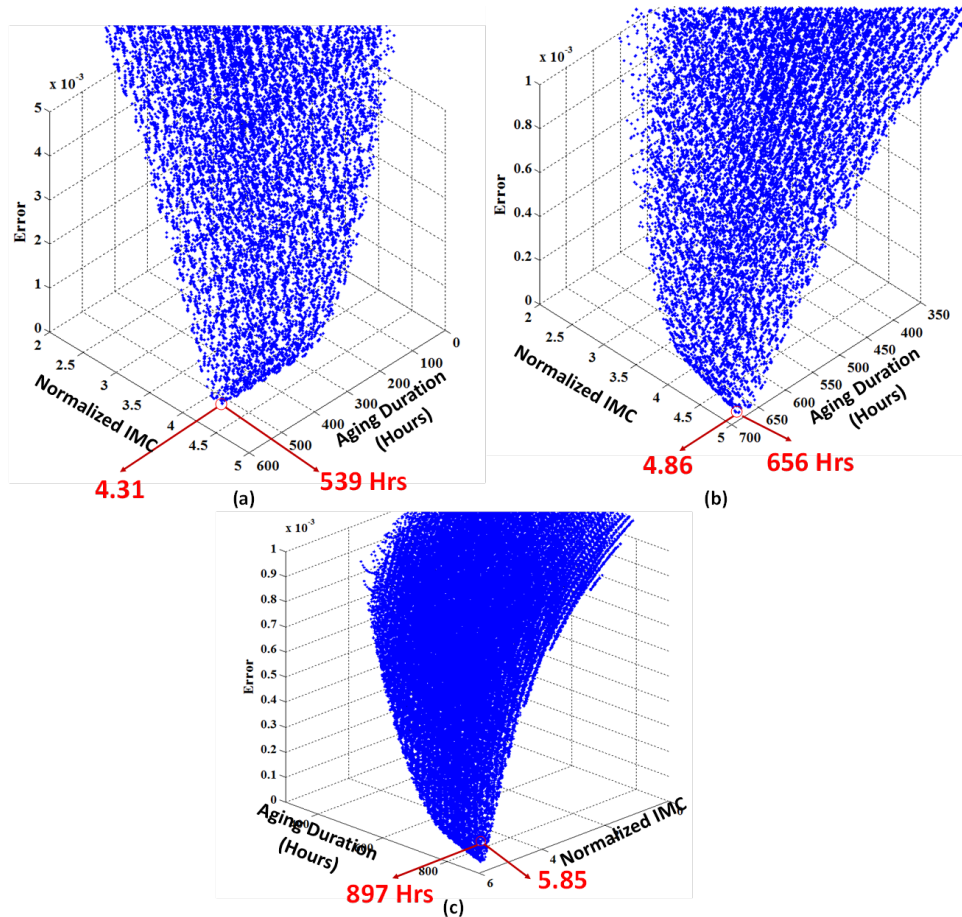 x 10⁻³
5
4
3
2
1
0
Error
2
2.5
3
3.5
4
4.5
5
Normalized IMC
600
500
400
300
200
100
0
Aging Duration
(Hours)
4.31
539 Hrs
(a)
x 10⁻³
1
0.8
0.6
0.4
0.2
0
Error
2
2.5
3
3.5
4
4.5
5
Normalized IMC
700
650
600
550
500
450
400
350
Aging Duration
(Hours)
4.86
656 Hrs
(b)
x 10⁻³
1
0.9
0.8
0.7
0.6
0.5
0.4
0.3
0.2
0.1
0
Error
Aging Duration
(Hours)
600
800
6
4
Normalized IMC
897 Hrs
5.85
(c)